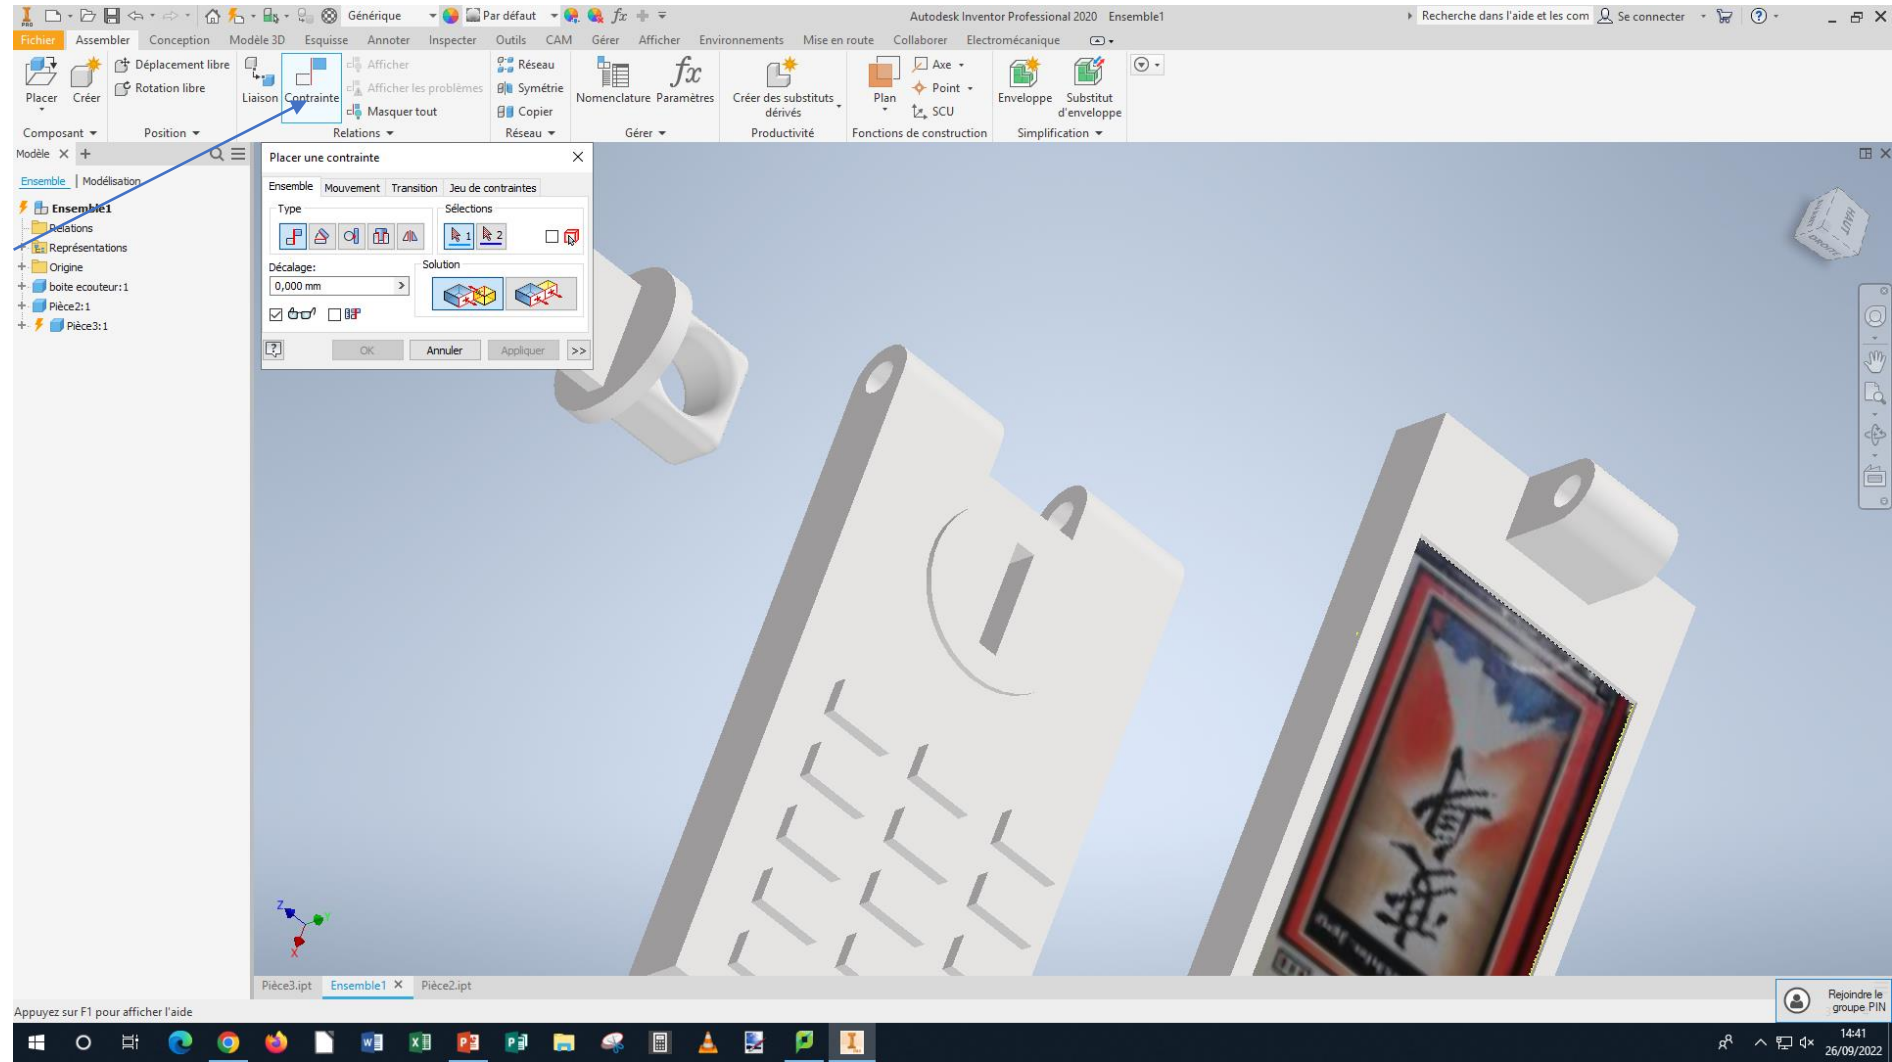 Générique
Par défaut
fx
Autodesk Inventor Professional 2020 Ensemble1
Recherche dans l'aide et les com
Se connecter
Fichier Assembler Conception Modèle 3D Esquisse Annoter Inspecter Outils CAM Gérer Afficher Environnements Mise en route Collaborer Electromécanique
Placer
Créer
Déplacement libre
Rotation libre
Liaison
Contrainte
Afficher
Afficher les problèmes
Masquer tout
Réseau
Symétrie
Copier
Nomenclature
fx
Paramètres
Créer des substituts
dérivés
Plan
Axe
Point
SCU
Enveloppe
Substitut
d'enveloppe
Composant Position Relations Réseau Gérer Productivité Fonctions de construction Simplification
Modèle
Ensemble Modélisation
Ensemble1
Relations
Représentations
Origine
boite ecouteur:1
Pièce2:1
Pièce3:1
Placer une contrainte
Ensemble Mouvement Transition Jeu de contraintes
Type
Sélections
1 2
Décalage:
0,000 mm
Solution
OK Annuler Appliquer >>
HAUT
DROITE
Z
Y
X
Pièce3.ipt Ensemble1 Pièce2.ipt
Appuyez sur F1 pour afficher l'aide
Rejoindre le
groupe PIN
14:41
26/09/2022